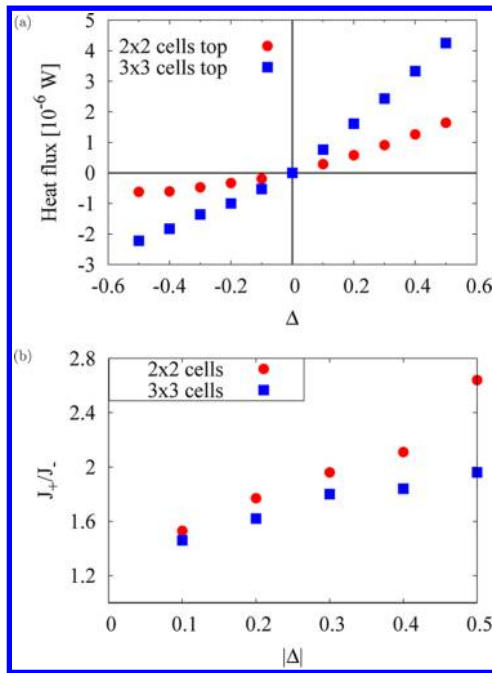 (a)
5
4
3
2
1
0
-1
-2
-3
Heat flux [10⁻⁶ W]
2x2 cells top
3x3 cells top
-0.6 -0.4 -0.2 0 0.2 0.4 0.6
Δ
(b)
2.8
2.4
2
1.6
1.2
J₊/J₋
2x2 cells
3x3 cells
0 0.1 0.2 0.3 0.4 0.5
|Δ|